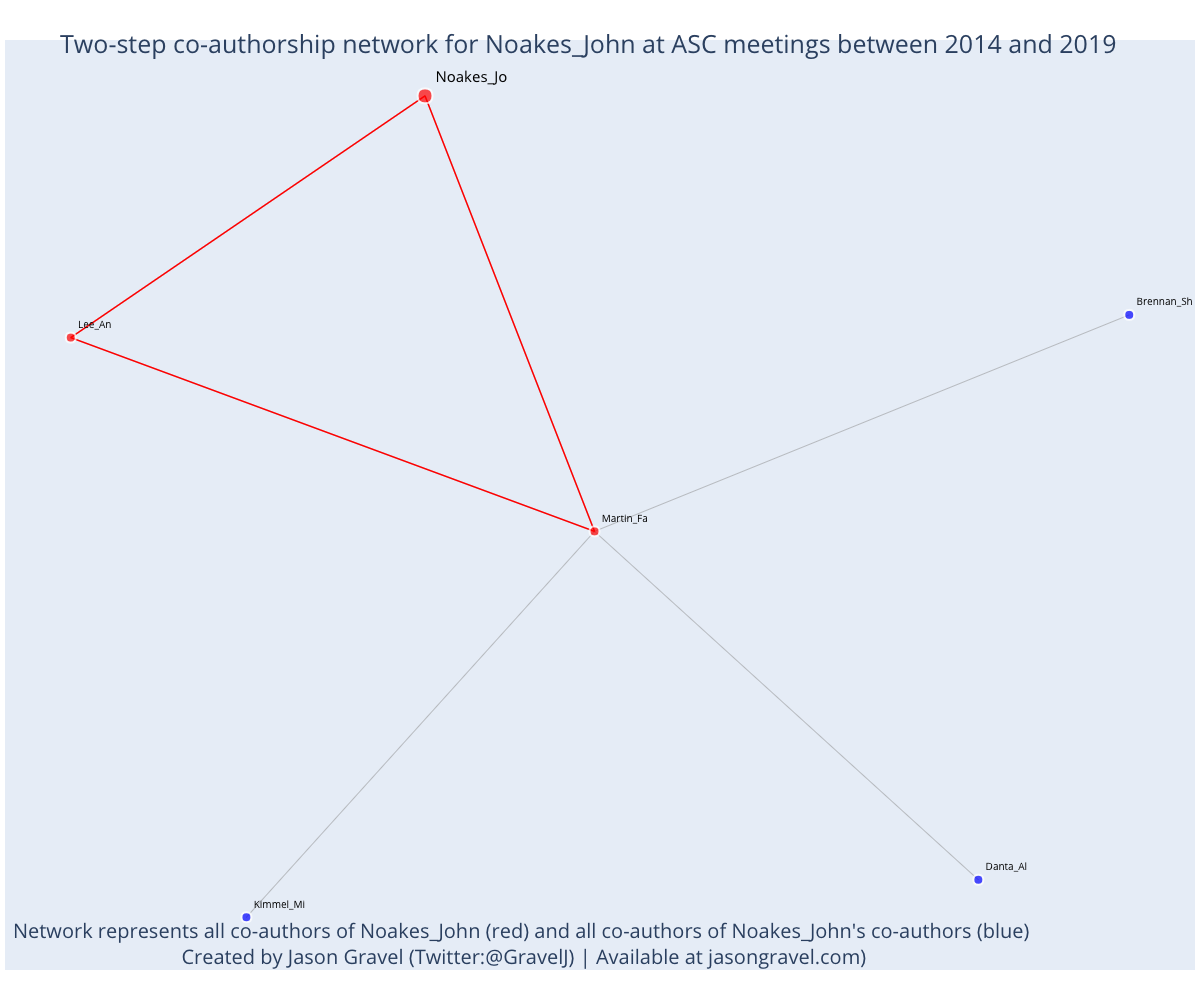 Two-step co-authorship network for Noakes_John at ASC meetings between 2014 and 2019
Noakes_Jo
Brennan_Sh
Lee_An
Martin_Fa
Danta_Al
Kimmel_Mi
Network represents all co-authors of Noakes_John (red) and all co-authors of Noakes_John's co-authors (blue)
Created by Jason Gravel (Twitter:@GravelJ) | Available at jasongravel.com)